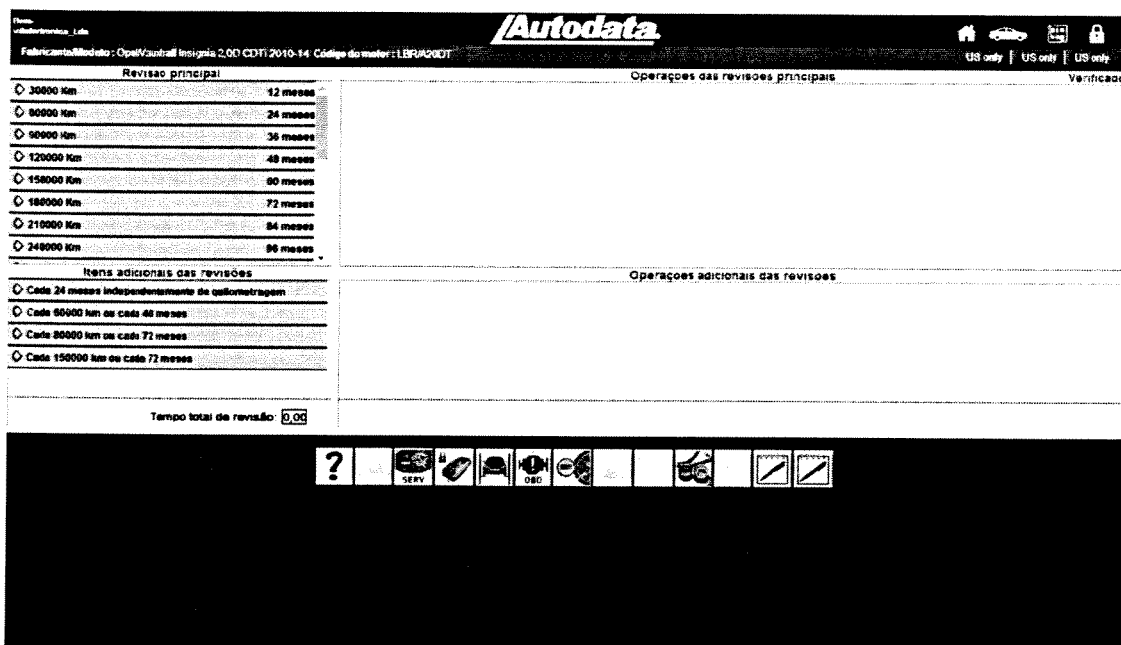 Autodata
Fabricante/Modelo : Opel/Vauxhall Insignia 2,0D CDTi 2010-14 Código do motor : LBR/A20DT
US only | US only | US only
Revisão principal
Operações das revisões principais
Verificado
30000 Km 12 meses
60000 Km 24 meses
90000 Km 36 meses
120000 Km 48 meses
150000 Km 60 meses
180000 Km 72 meses
210000 Km 84 meses
240000 Km 96 meses
Itens adicionais das revisões
Operações adicionais das revisões
Cada 24 meses independentemente de quilometragem
Cada 60000 km ou cada 48 meses
Cada 80000 km ou cada 72 meses
Cada 150000 km ou cada 72 meses
Tempo total de revisão: 0,00
?
SERV
OBD